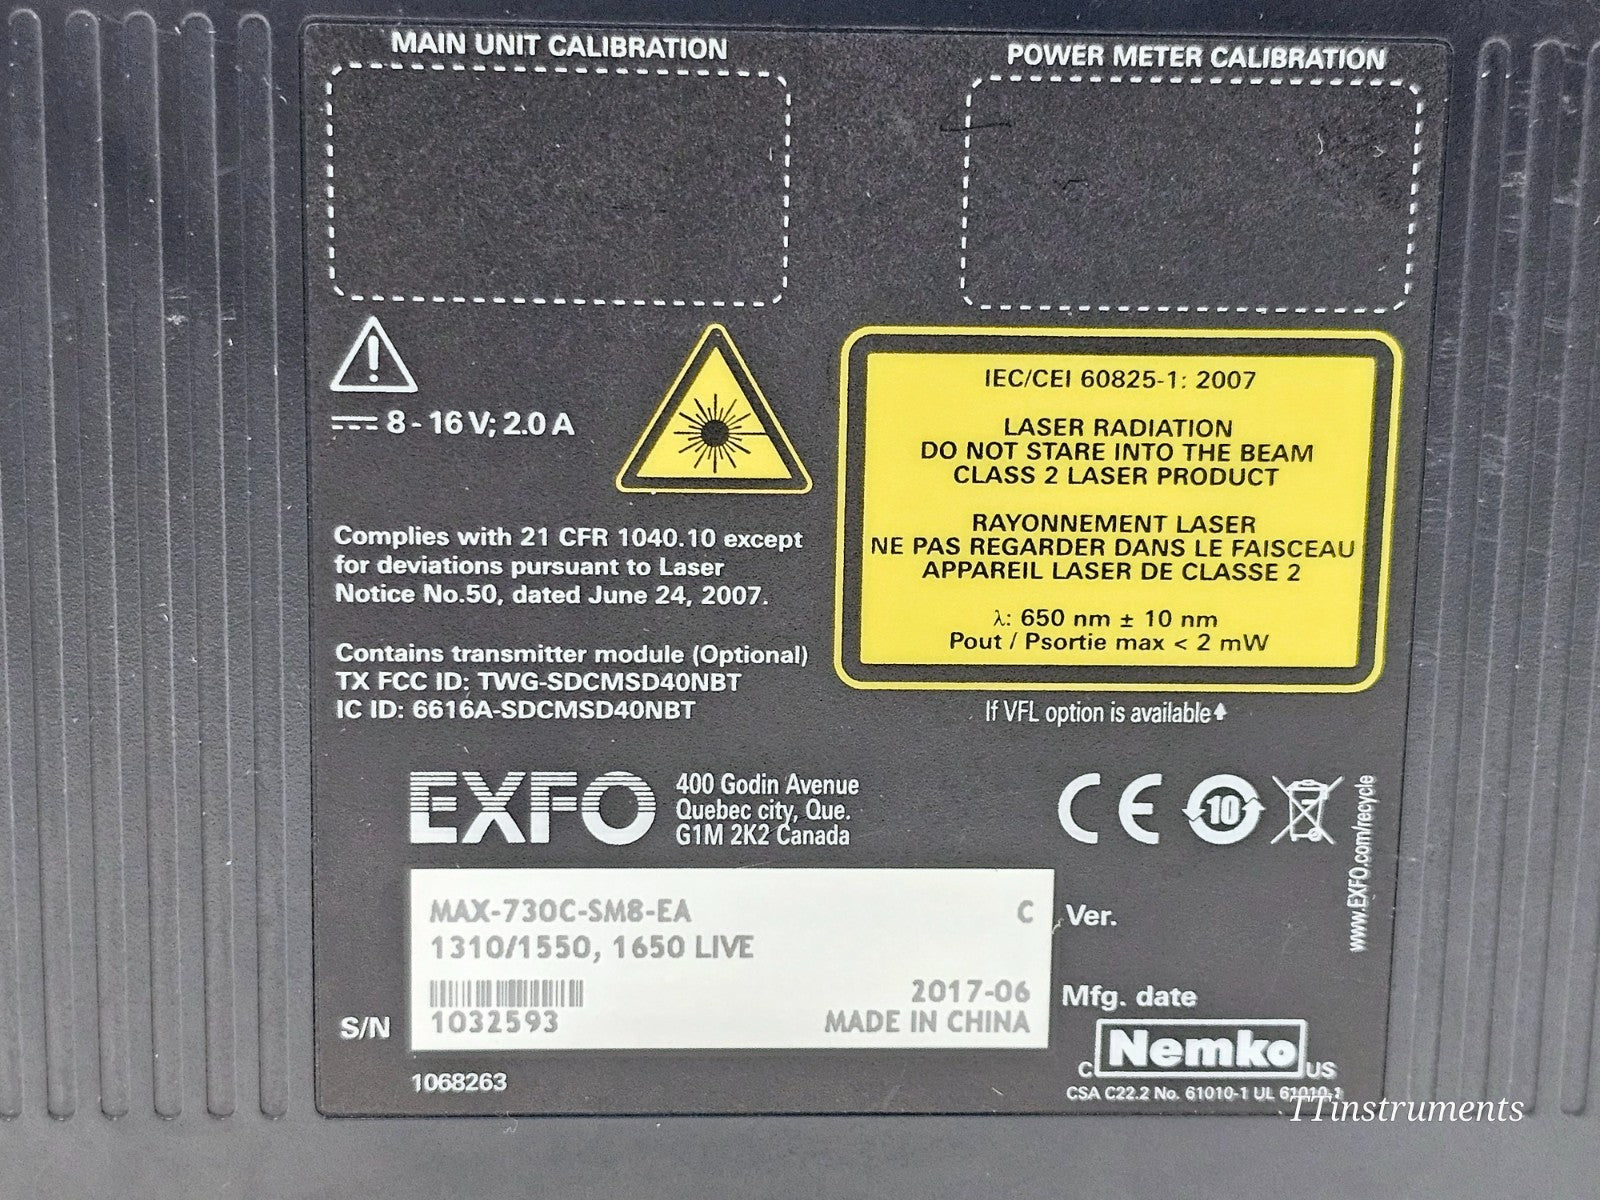 MAIN UNIT CALIBRATION
POWER METER CALIBRATION
8 - 16 V; 2.0 A
IEC/CEI 60825-1: 2007
LASER RADIATION
DO NOT STARE INTO THE BEAM
CLASS 2 LASER PRODUCT
RAYONNEMENT LASER
NE PAS REGARDER DANS LE FAISCEAU
APPAREIL LASER DE CLASSE 2
λ: 650 nm ± 10 nm
Pout / Psortie max < 2 mW
If VFL option is available
Complies with 21 CFR 1040.10 except
for deviations pursuant to Laser
Notice No.50, dated June 24, 2007.
Contains transmitter module (Optional)
TX FCC ID: TWG-SDCMSD40NBT
IC ID: 6616A-SDCMSD40NBT
EXFO
400 Godin Avenue
Quebec city, Que.
G1M 2K2 Canada
CE
10
www.EXFO.com/recycle
MAX-730C-SM8-EA C Ver.
1310/1550, 1650 LIVE
2017-06 Mfg. date
S/N 1032593 MADE IN CHINA
1068263
C Nemko US
CSA C22.2 No. 61010-1 UL 61010-1
TTinstruments